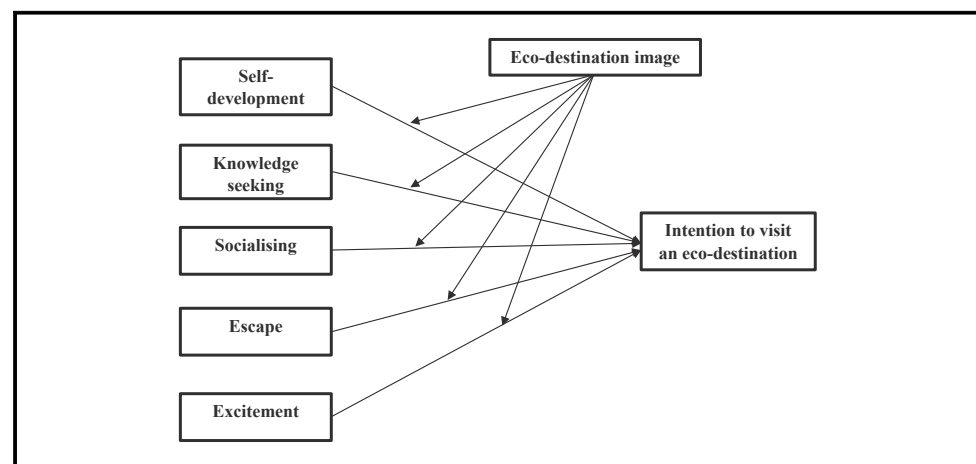 Eco-destination image
Self-
development
Knowledge
seeking
Socialising
Escape
Excitement
Intention to visit
an eco-destination